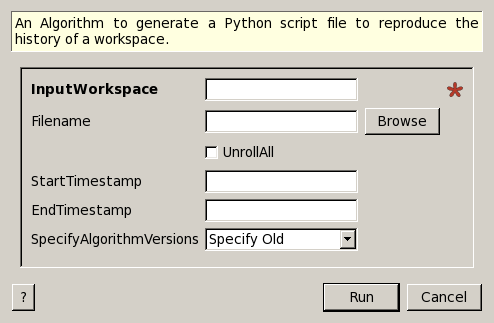 An Algorithm to generate a Python script file to reproduce the
history of a workspace.
InputWorkspace
Filename
Browse
UnrollAll
StartTimestamp
EndTimestamp
SpecifyAlgorithmVersions Specify Old
? Run Cancel